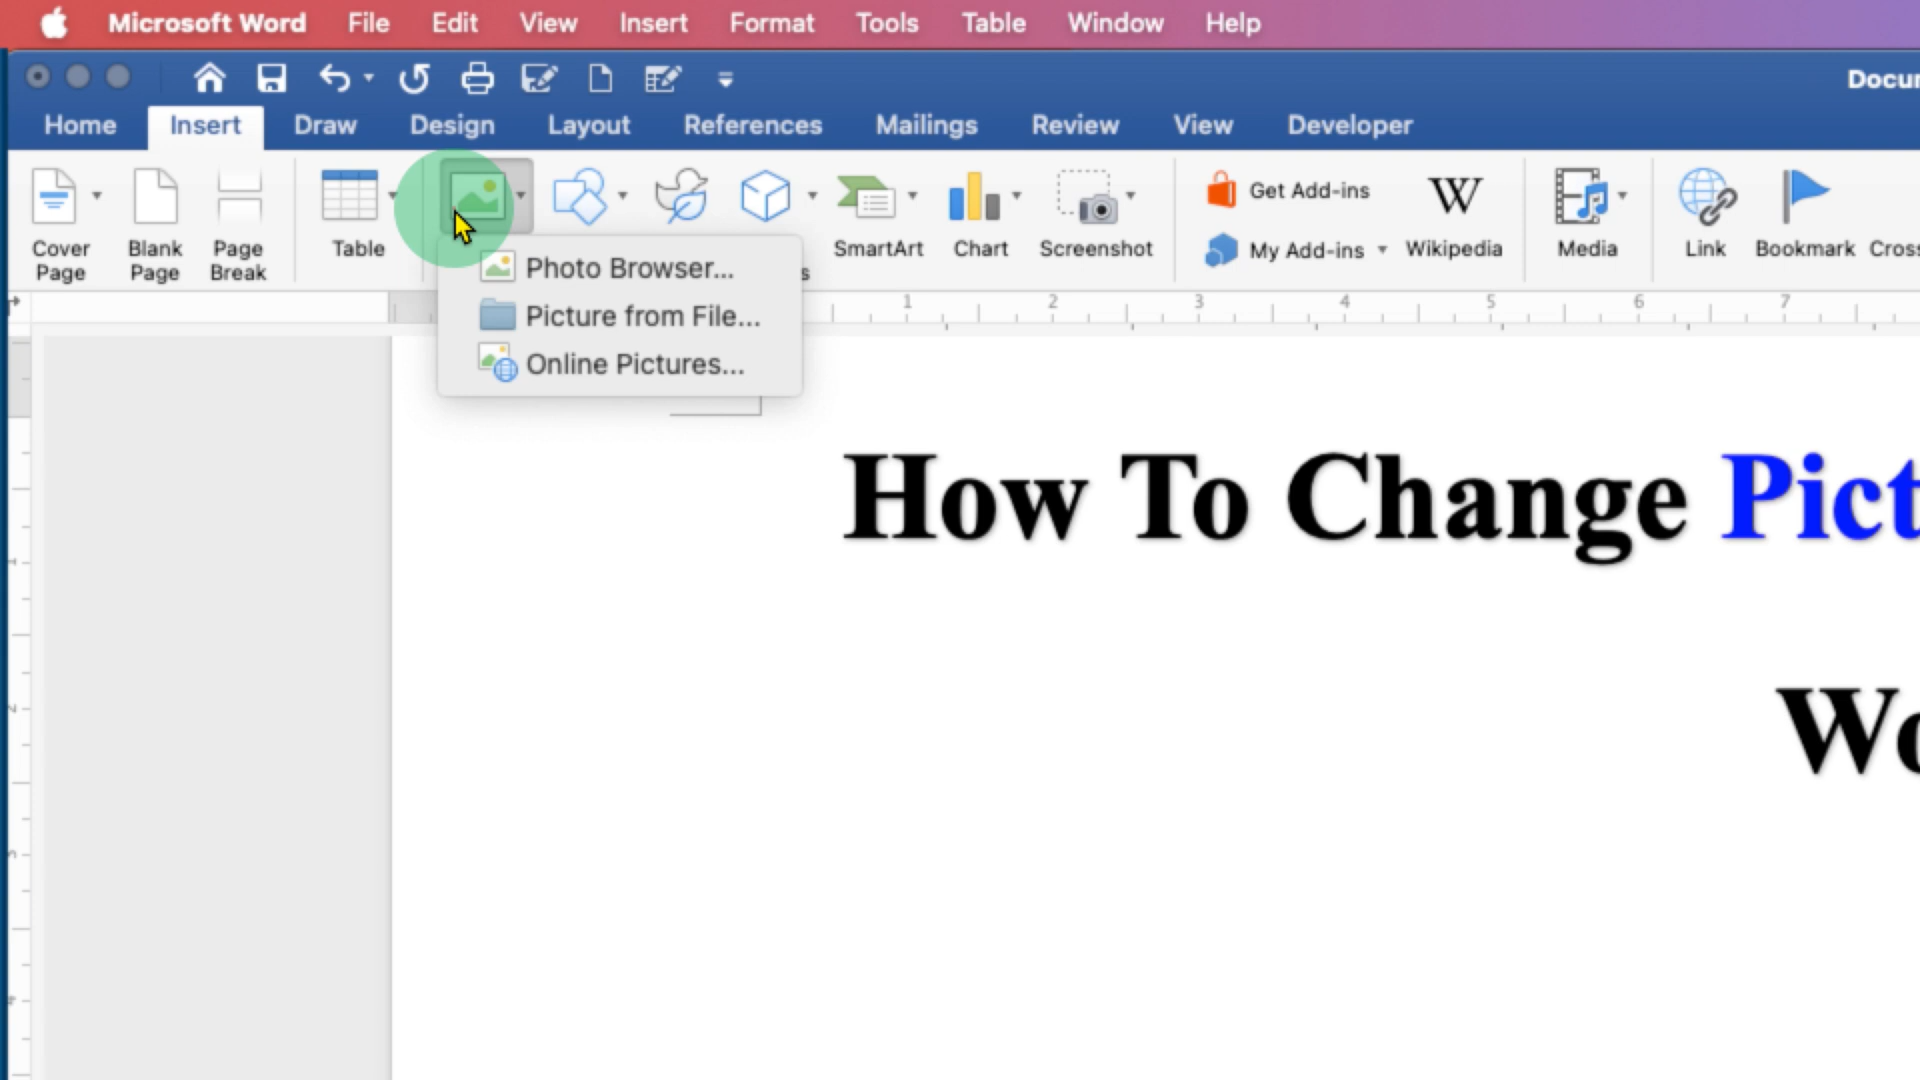 Microsoft Word File Edit View Insert Format Tools Table Window Help
Home Insert Draw Design Layout References Mailings Review View Developer
Cover Page
Blank Page
Page Break
Table
SmartArt
Chart
Screenshot
Get Add-ins
My Add-ins
W
Wikipedia
Media
Link
Bookmark
Photo Browser...
Picture from File...
Online Pictures...
1 2 3 4 5 6 7
How To Change